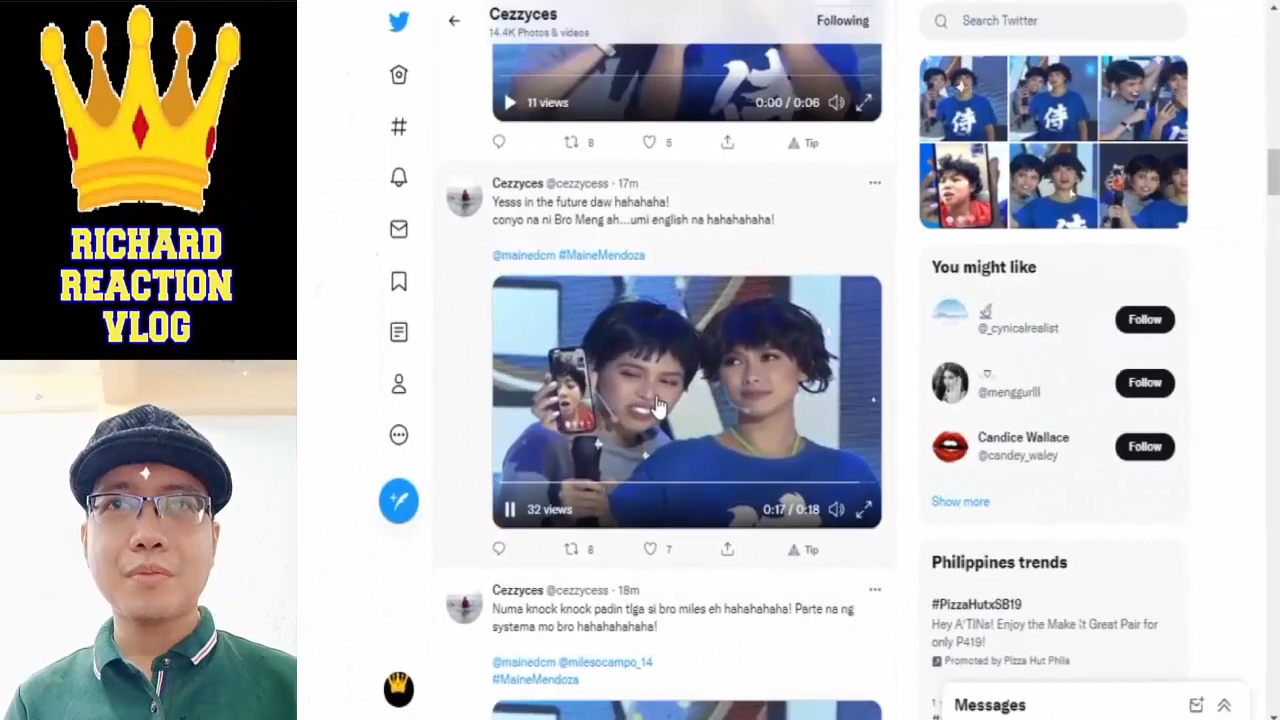 RICHARD
REACTION
VLOG
Cezzyces
14.4K Photos & videos
Following
Search Twitter
11 views
0:00 / 0:06
8
5
Tip
Cezzyces @cezzycess · 17m
Yesss in the future daw hahahaha!
conyo na ni Bro Meng ah...umi english na hahahahaha!
@mainedcm #MaineMendoza
侍
侍
32 views
0:17 / 0:18
8
7
Tip
Cezzyces @cezzycess · 18m
Numa knock knock padin tlga si bro miles eh hahahahaha! Parte na ng
systema mo bro hahahahahaha!
@mainedcm @milesocampo_14
#MaineMendoza
You might like
@_cynicalrealist
Follow
@menggurlll
Follow
Candice Wallace
@candey_waley
Follow
Show more
Philippines trends
#PizzaHutxSB19
Hey A'TINs! Enjoy the Make It Great Pair for
only P419!
Promoted by Pizza Hut Phils
Messages